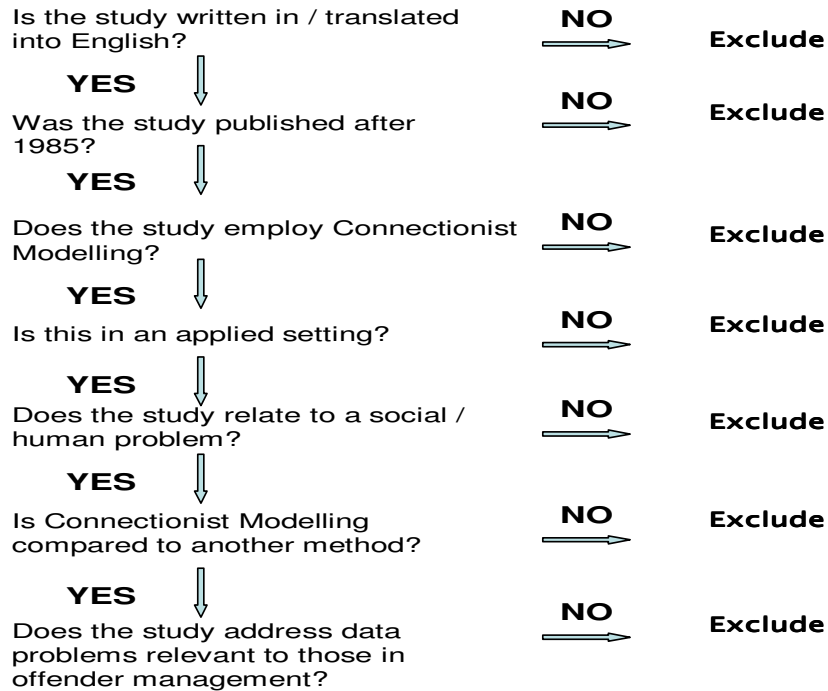 Is the study written in / translated
into English?
NO
Exclude
YES
Was the study published after
1985?
NO
Exclude
YES
Does the study employ Connectionist
Modelling?
NO
Exclude
YES
Is this in an applied setting?
NO
Exclude
YES
Does the study relate to a social /
human problem?
NO
Exclude
YES
Is Connectionist Modelling
compared to another method?
NO
Exclude
YES
Does the study address data
problems relevant to those in
offender management?
NO
Exclude